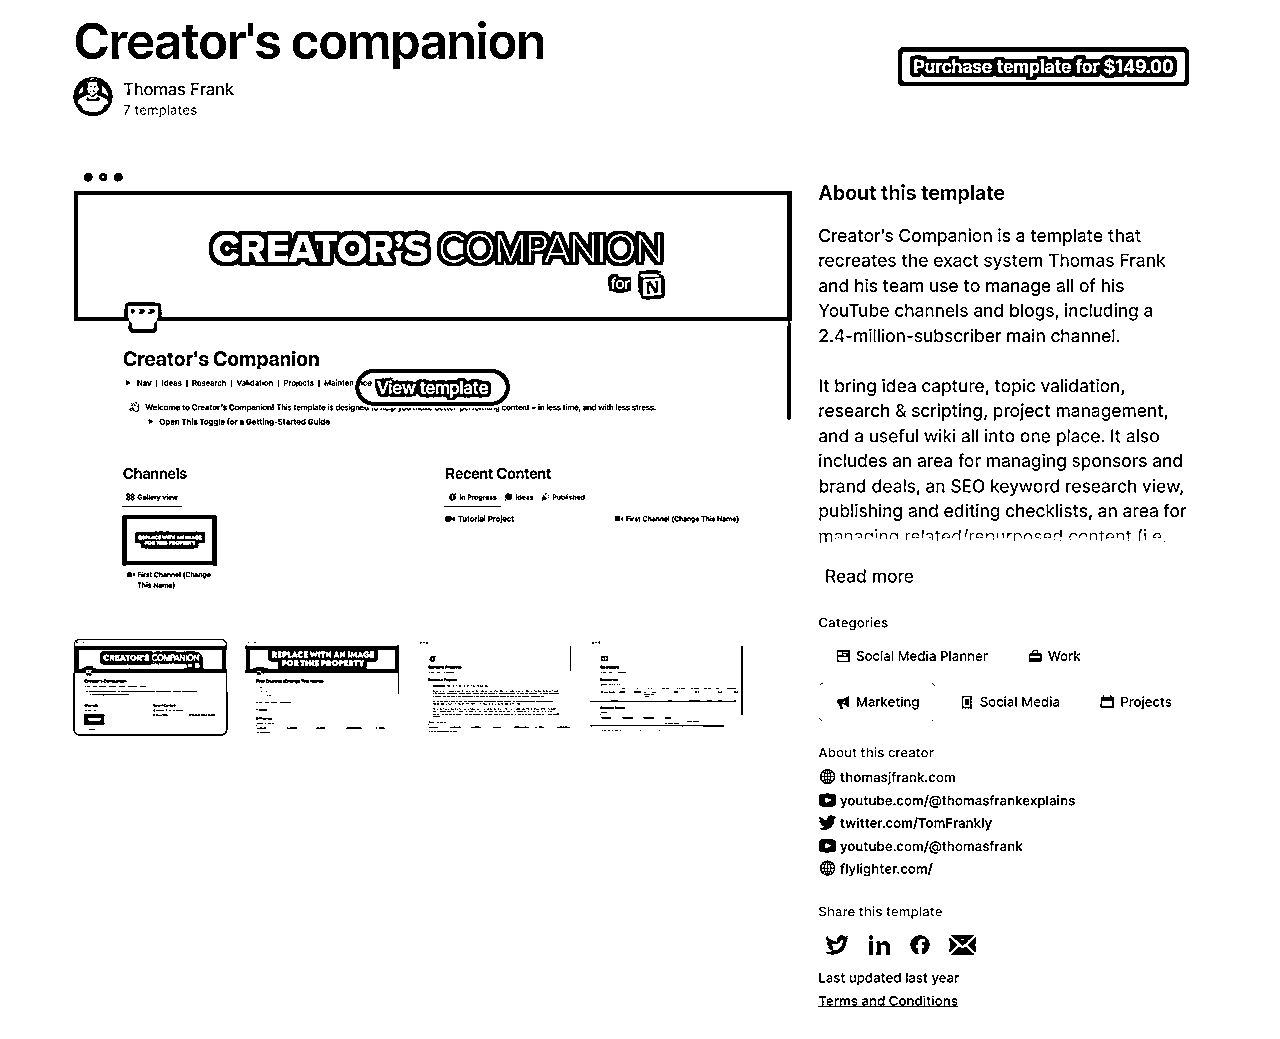 Creator's companion
Thomas Frank
7 templates
Purchase template for $149.00
CREATOR'S COMPANION
for N
Creator's Companion
Nav | Ideas | Research | Validation | Projects |
View template
Welcome to Creator's Companion! This template is designed to help you make better-performing content – in less time, and with less stress.
Open This Toggle for a Getting-Started Guide
Channels
Gallery view
REPLACE WITH AN IMAGE
FOR THIS PROPERTY
First Channel (Change
This Name)
Recent Content
In Progress Ideas Published
Tutorial Project
First Channel (Change This Name)
CREATOR'S COMPANION
REPLACE WITH AN IMAGE
FOR THIS PROPERTY
About this template
Creator's Companion is a template that
recreates the exact system Thomas Frank
and his team use to manage all of his
YouTube channels and blogs, including a
2.4-million-subscriber main channel.
It bring idea capture, topic validation,
research & scripting, project management,
and a useful wiki all into one place. It also
includes an area for managing sponsors and
brand deals, an SEO keyword research view,
publishing and editing checklists, an area for
managing related/repurposed content (i.e.
Read more
Categories
Social Media Planner Work
Marketing Social Media Projects
About this creator
thomasjfrank.com
youtube.com/@thomasfrankexplains
twitter.com/TomFrankly
youtube.com/@thomasfrank
flylighter.com/
Share this template
Last updated last year
Terms and Conditions